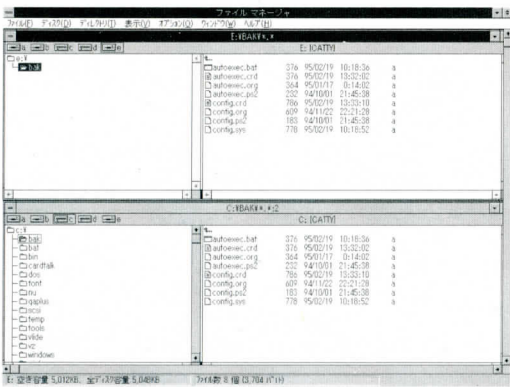 ファイル マネージャ
ファイル(F) ディスク(D) ディレクトリ(T) 表示(V) オプション(O) ウィンドウ(W) ヘルプ(H)
E:¥BAK¥*.*
a b c d e E: [CATTY]
e:¥
bak
autoexec.bat 376 95/02/19 10:18:36 a
autoexec.crd 376 95/02/19 13:32:02 a
autoexec.org 364 95/01/17 0:14:02 a
autoexec.ps2 232 94/10/01 21:45:38 a
config.crd 786 95/02/19 13:33:10 a
config.org 609 94/11/22 22:21:28 a
config.ps2 183 94/10/01 21:45:38 a
config.sys 778 95/02/19 10:18:52 a
C:¥BAK¥*.*:2
a b c d e C: [CATTY]
c:¥
bak
bat
bin
cardtalk
dos
font
nu
qaplus
scsi
temp
tools
vlide
vz
windows
autoexec.bat 376 95/02/19 10:18:36 a
autoexec.crd 376 95/02/19 13:32:02 a
autoexec.org 364 95/01/17 0:14:02 a
autoexec.ps2 232 94/10/01 21:45:38 a
config.crd 786 95/02/19 13:33:10 a
config.org 609 94/11/22 22:21:28 a
config.ps2 183 94/10/01 21:45:38 a
config.sys 778 95/02/19 10:18:52 a
E: 空き容量 5,012KB, 全ディスク容量 5,048KB ファイル数 8 個 (3,704 バイト)